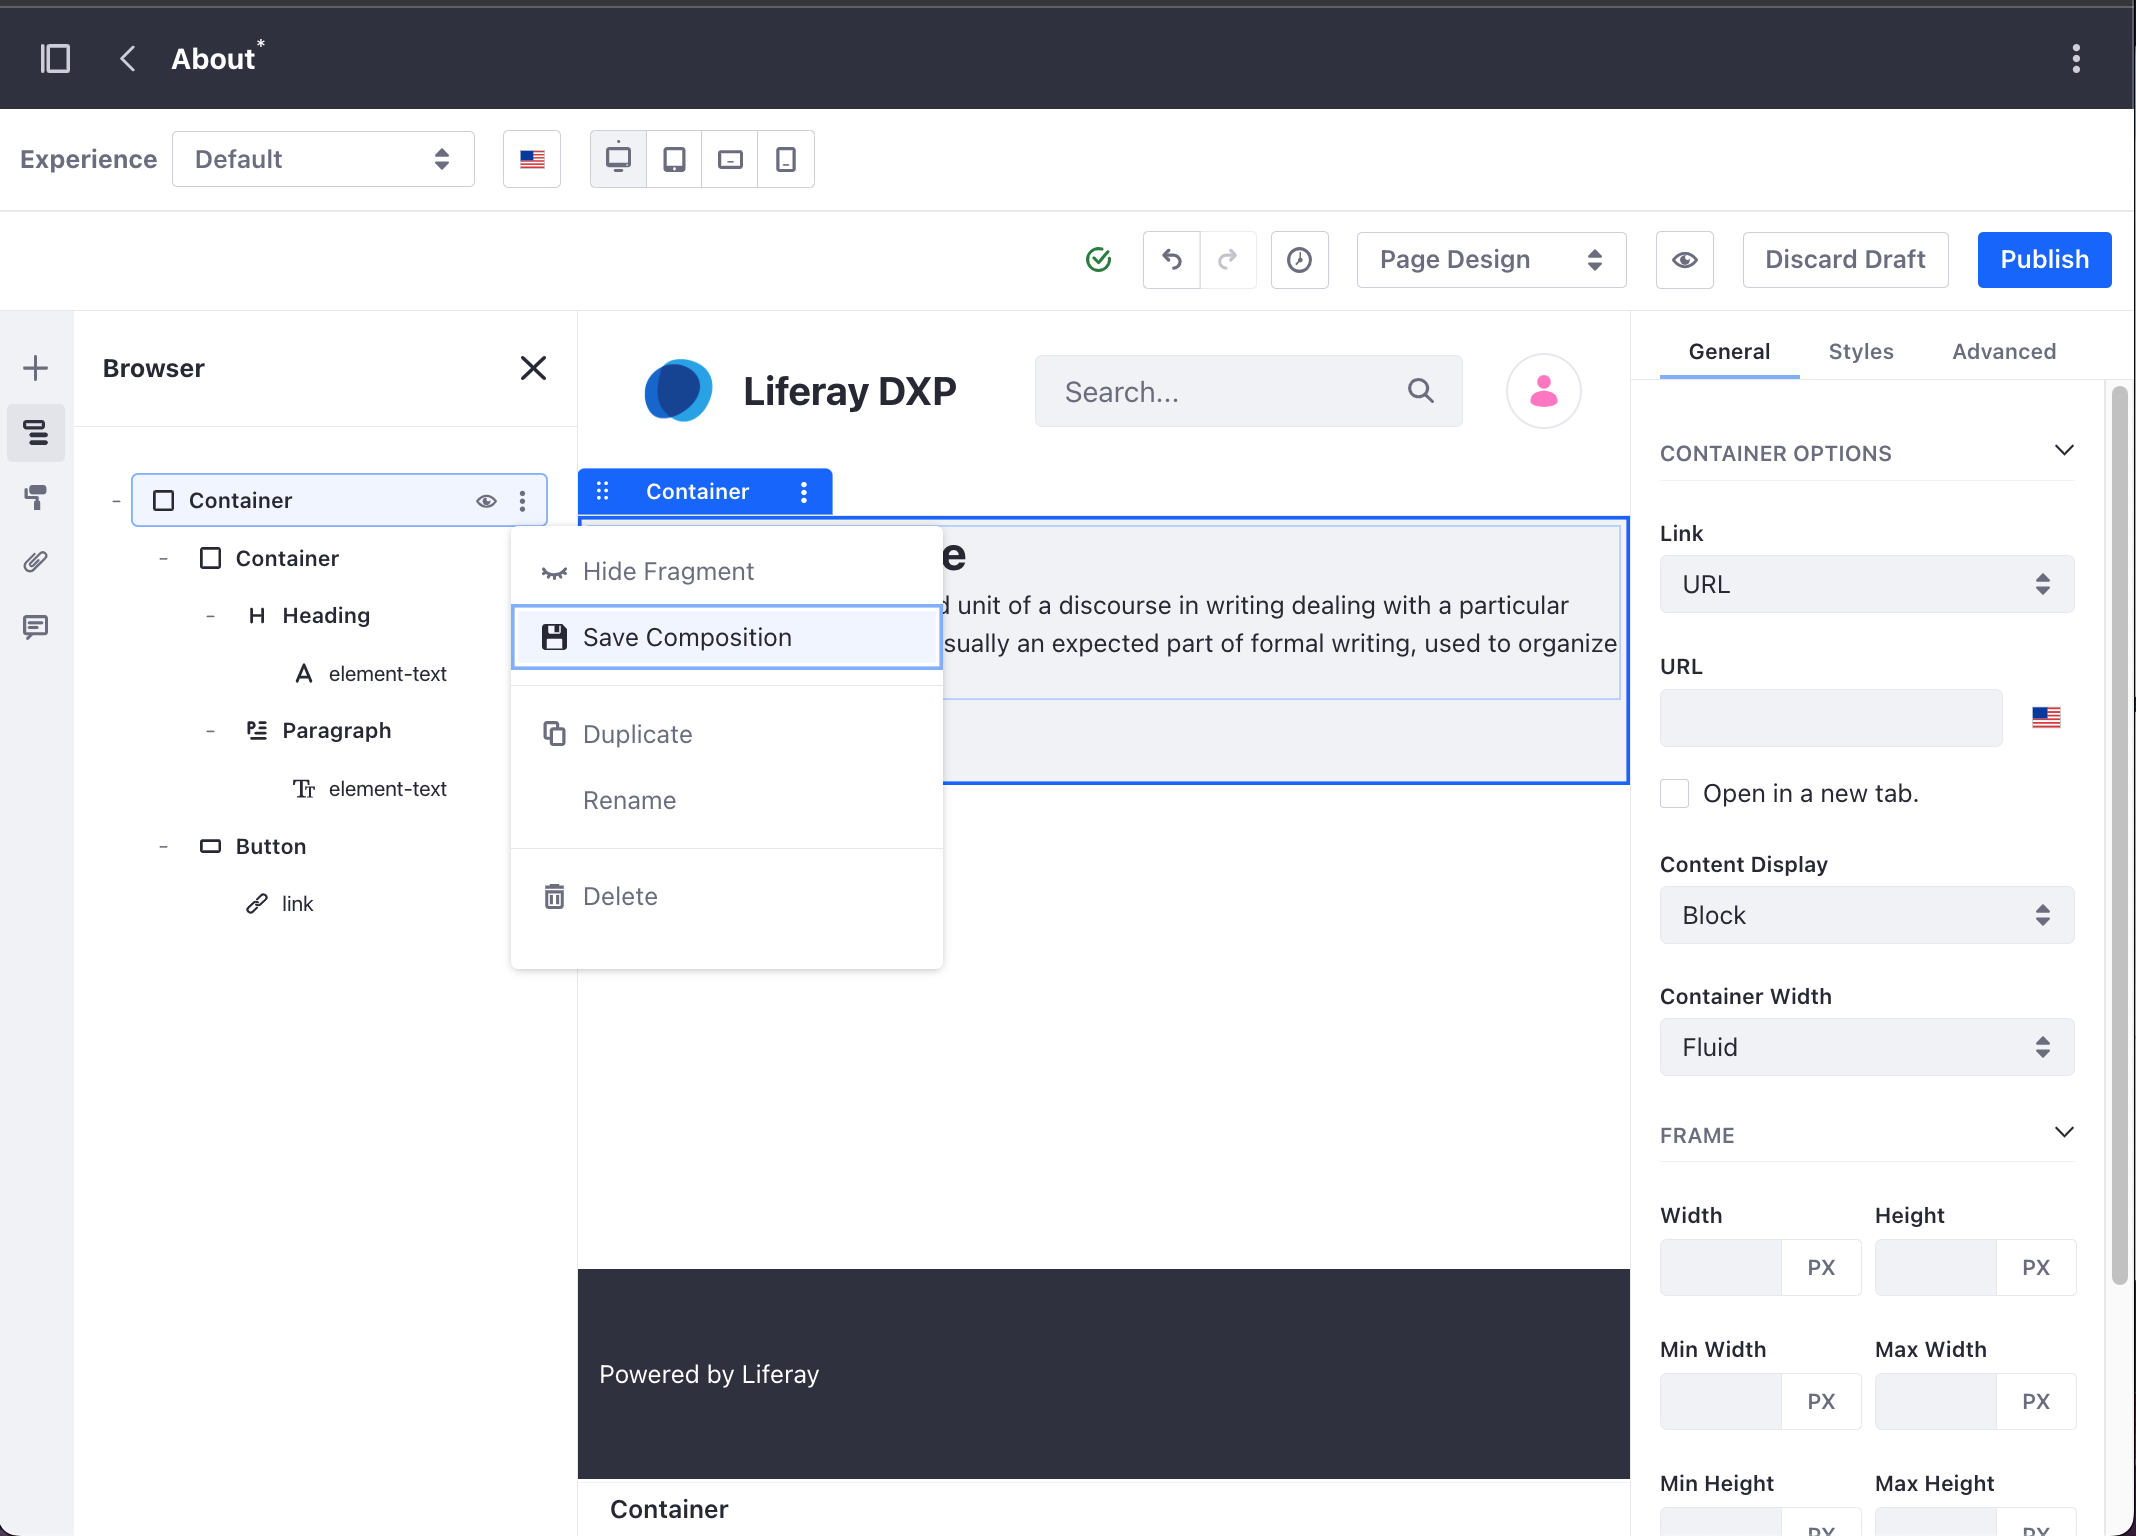 About*
Experience
Default
Page Design
Discard Draft
Publish
Browser
Container
Container
H Heading
A element-text
Paragraph
element-text
Button
link
Hide Fragment
Save Composition
Duplicate
Rename
Delete
Liferay DXP
Search...
Container
e
d unit of a discourse in writing dealing with a particular
sually an expected part of formal writing, used to organize
Powered by Liferay
Container
General
Styles
Advanced
CONTAINER OPTIONS
Link
URL
URL
Open in a new tab.
Content Display
Block
Container Width
Fluid
FRAME
Width
Height
PX
PX
Min Width
Max Width
PX
PX
Min Height
Max Height
PX
PX